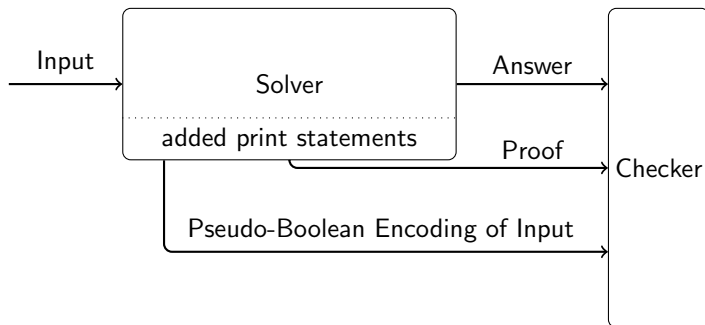 Input
Solver
added print statements
Answer
Proof
Checker
Pseudo-Boolean Encoding of Input